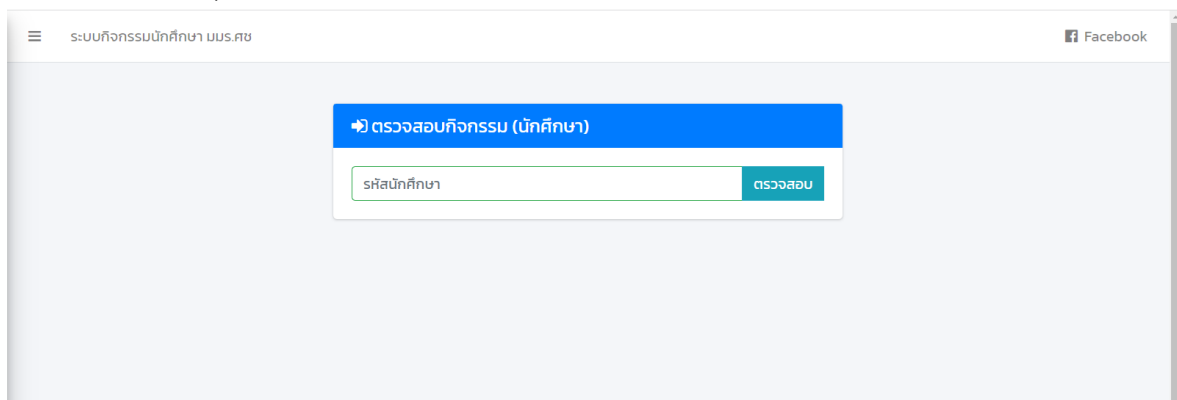 ระบบกิจกรรมนักศึกษา มมร.ศช
Facebook
ตรวจสอบกิจกรรม (นักศึกษา)
รหัสนักศึกษา
ตรวจสอบ